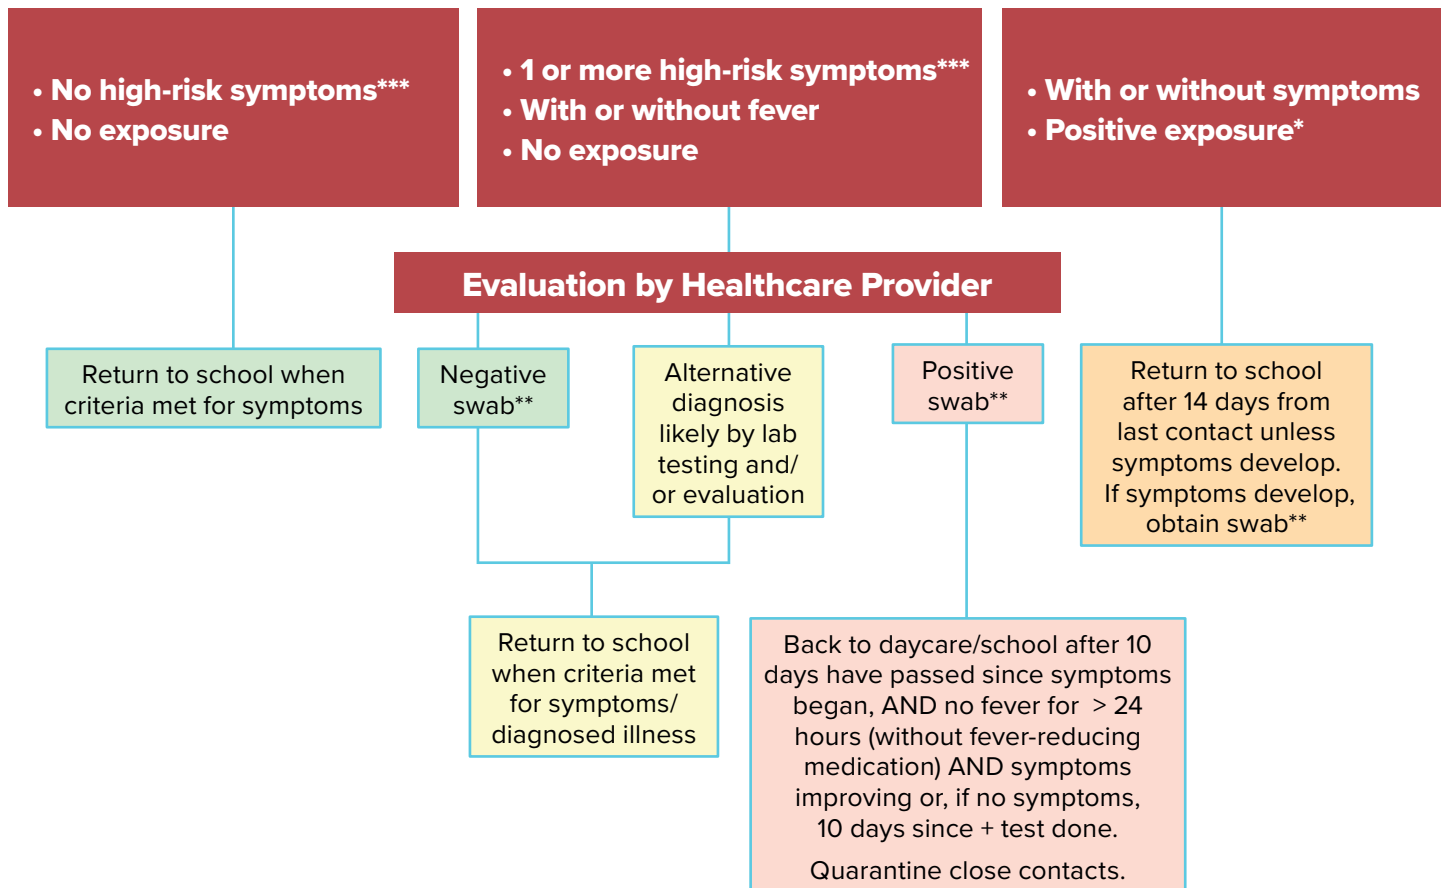 • No high-risk symptoms***
• No exposure
• 1 or more high-risk symptoms***
• With or without fever
• No exposure
• With or without symptoms
• Positive exposure*
Evaluation by Healthcare Provider
Return to school when
criteria met for symptoms
Negative
swab**
Alternative
diagnosis
likely by lab
testing and/
or evaluation
Positive
swab**
Return to school
after 14 days from
last contact unless
symptoms develop.
If symptoms develop,
obtain swab**
Return to school
when criteria met
for symptoms/
diagnosed illness
Back to daycare/school after 10
days have passed since symptoms
began, AND no fever for > 24
hours (without fever-reducing
medication) AND symptoms
improving or, if no symptoms,
10 days since + test done.
Quarantine close contacts.